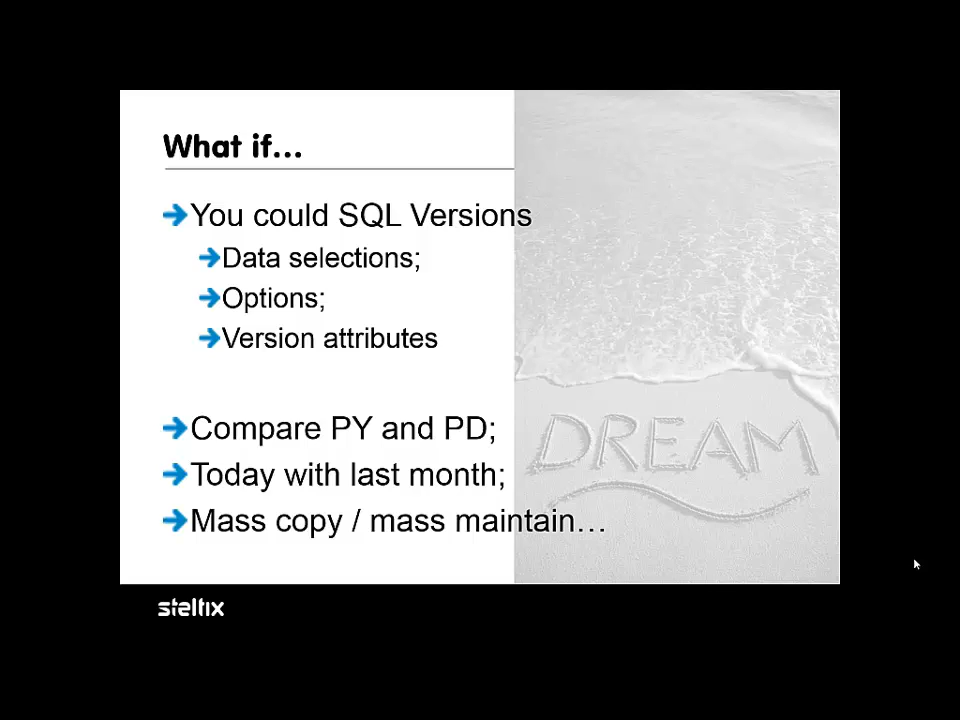 What if...
You could SQL Versions
Data selections;
Options;
Version attributes
Compare PY and PD;
Today with last month;
Mass copy / mass maintain...
DREAM
steltix